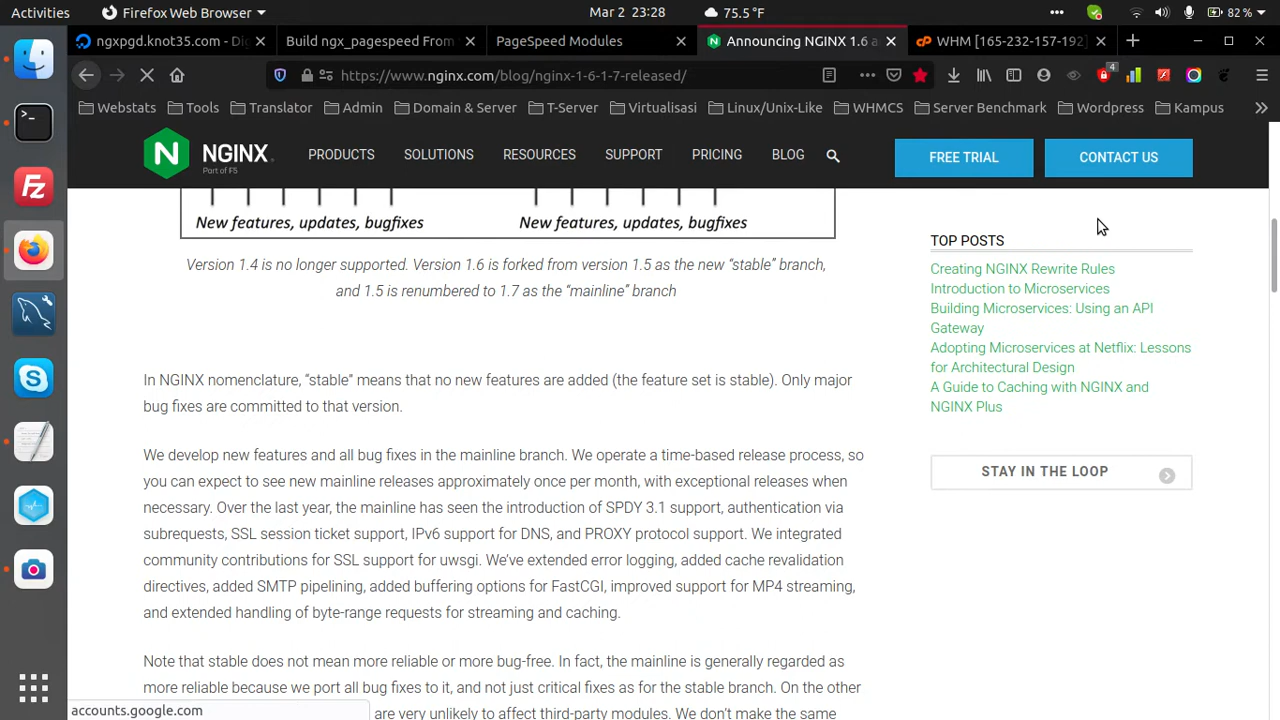 Activities
Firefox Web Browser
Mar 2 23:28
75.5 °F
82 %
ngxpgd.knot35.com - Di
Build ngx_pagespeed From
PageSpeed Modules
Announcing NGINX 1.6 a
WHM [165-232-157-192]
https://www.nginx.com/blog/nginx-1-6-1-7-released/
4
Webstats
Tools
Translator
Admin
Domain & Server
T-Server
Virtualisasi
Linux/Unix-Like
WHMCS
Server Benchmark
Wordpress
Kampus
NGINX
Part of F5
PRODUCTS
SOLUTIONS
RESOURCES
SUPPORT
PRICING
BLOG
FREE TRIAL
CONTACT US
New features, updates, bugfixes
New features, updates, bugfixes
Version 1.4 is no longer supported. Version 1.6 is forked from version 1.5 as the new “stable” branch,
and 1.5 is renumbered to 1.7 as the “mainline” branch
In NGINX nomenclature, “stable” means that no new features are added (the feature set is stable). Only major
bug fixes are committed to that version.
We develop new features and all bug fixes in the mainline branch. We operate a time-based release process, so
you can expect to see new mainline releases approximately once per month, with exceptional releases when
necessary. Over the last year, the mainline has seen the introduction of SPDY 3.1 support, authentication via
subrequests, SSL session ticket support, IPv6 support for DNS, and PROXY protocol support. We integrated
community contributions for SSL support for uwsgi. We’ve extended error logging, added cache revalidation
directives, added SMTP pipelining, added buffering options for FastCGI, improved support for MP4 streaming,
and extended handling of byte-range requests for streaming and caching.
Note that stable does not mean more reliable or more bug-free. In fact, the mainline is generally regarded as
more reliable because we port all bug fixes to it, and not just critical fixes as for the stable branch. On the other
are very unlikely to affect third-party modules. We don’t make the same
TOP POSTS
Creating NGINX Rewrite Rules
Introduction to Microservices
Building Microservices: Using an API
Gateway
Adopting Microservices at Netflix: Lessons
for Architectural Design
A Guide to Caching with NGINX and
NGINX Plus
STAY IN THE LOOP
accounts.google.com